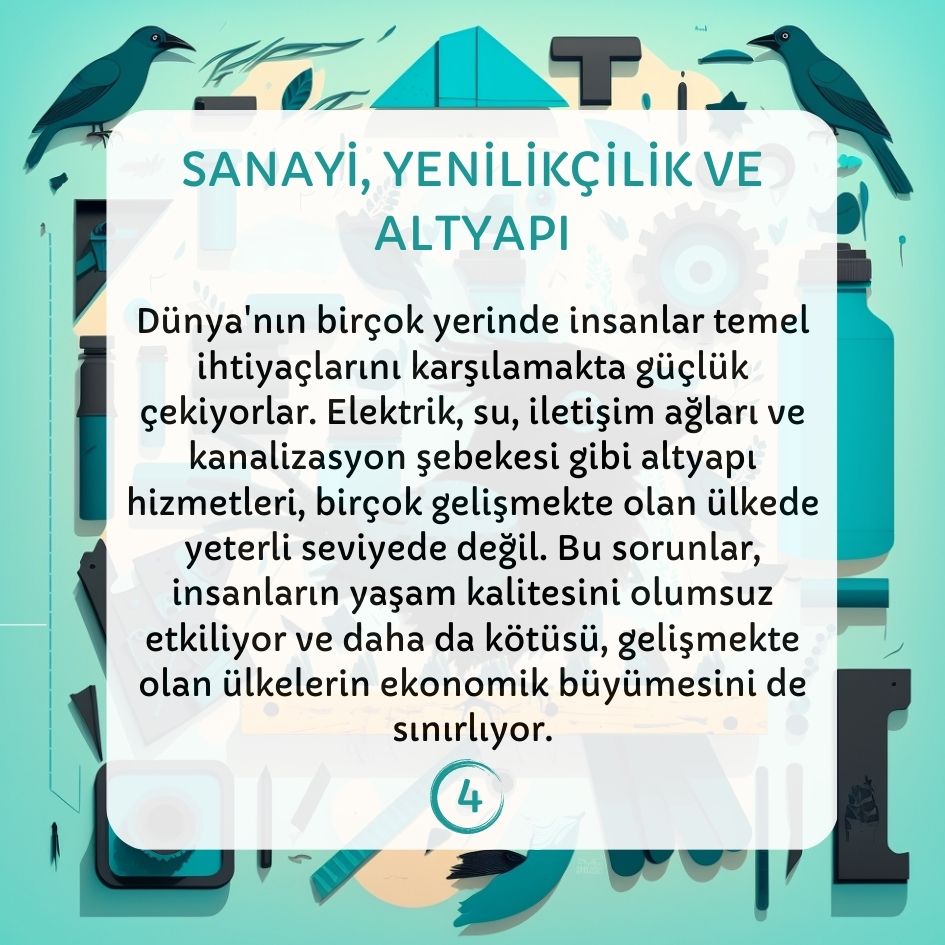 SANAYİ, YENİLİKÇİLİK VE
ALTYAPI
Dünya'nın birçok yerinde insanlar temel
ihtiyaçlarını karşılamakta güçlük
çekiyorlar. Elektrik, su, iletişim ağları ve
kanalizasyon şebekesi gibi altyapı
hizmetleri, birçok gelişmekte olan ülkede
yeterli seviyede değil. Bu sorunlar,
insanların yaşam kalitesini olumsuz
etkiliyor ve daha da kötüsü, gelişmekte
olan ülkelerin ekonomik büyümesini de
sınırlıyor.
4